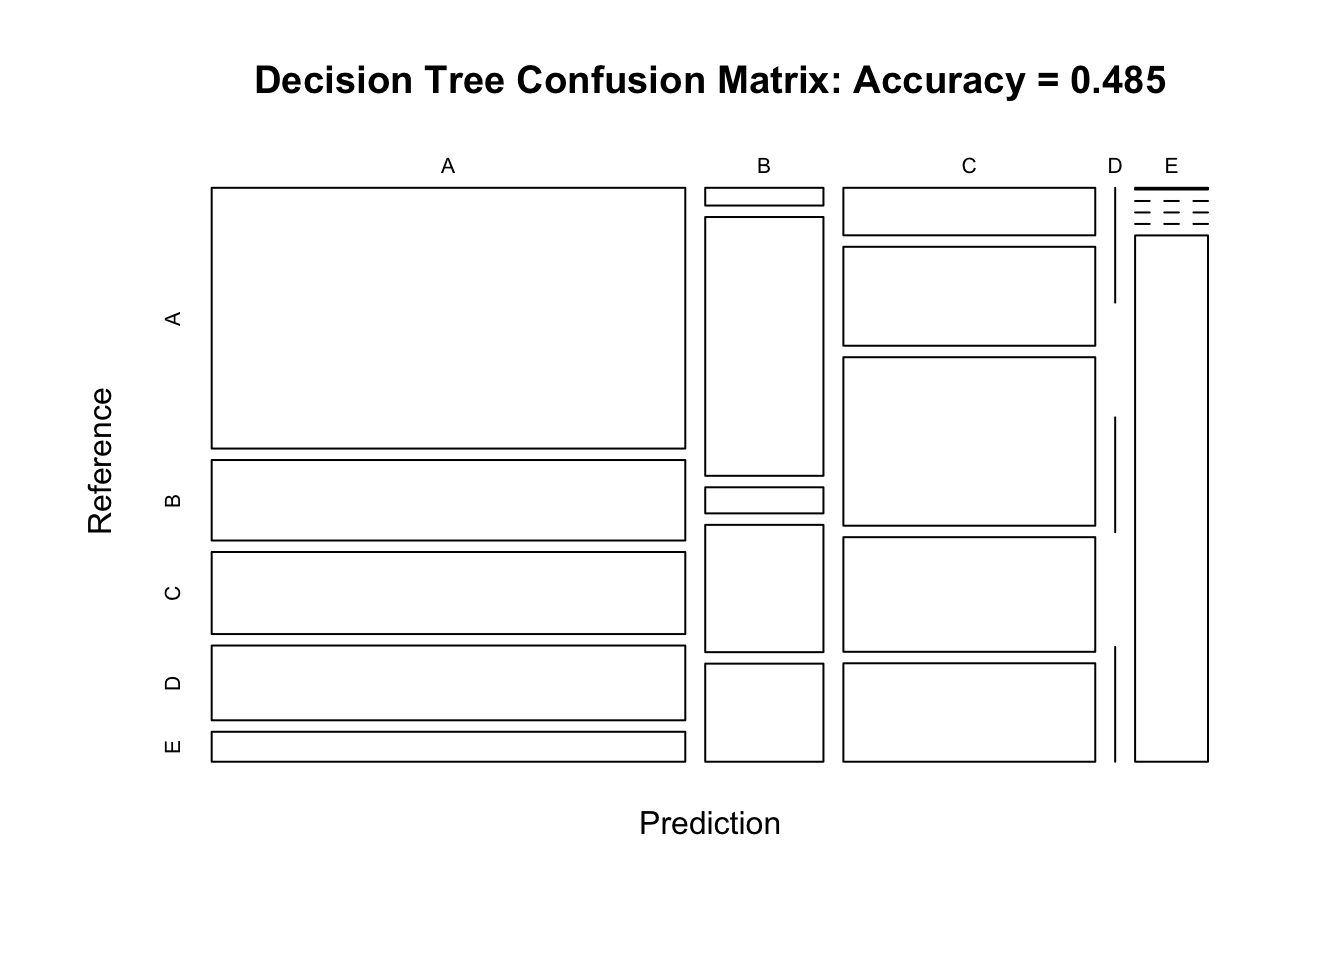 Decision Tree Confusion Matrix: Accuracy = 0.485
A B C D E
Reference
A
B
C
D
E
Prediction